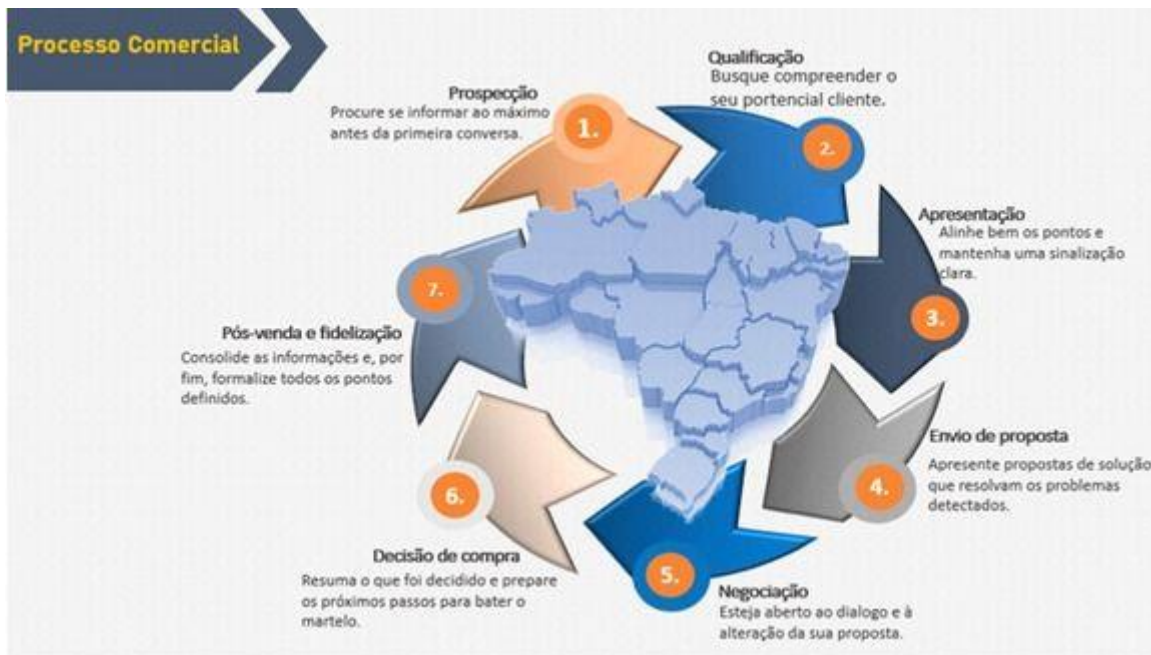 Processo Comercial
Prospecção
Procure se informar ao máximo
antes da primeira conversa.
1.
Qualificação
Busque compreender o
seu portencial cliente.
2.
Apresentação
Alinhe bem os pontos e
mantenha uma sinalização
clara.
3.
Envio de proposta
Apresente propostas de solução
que resolvam os problemas
detectados.
4.
Negociação
Esteja aberto ao dialogo e à
alteração da sua proposta.
5.
Decisão de compra
Resuma o que foi decidido e prepare
os próximos passos para bater o
martelo.
6.
Pós-venda e fidelização
Consolide as informações e, por
fim, formalize todos os pontos
definidos.
7.